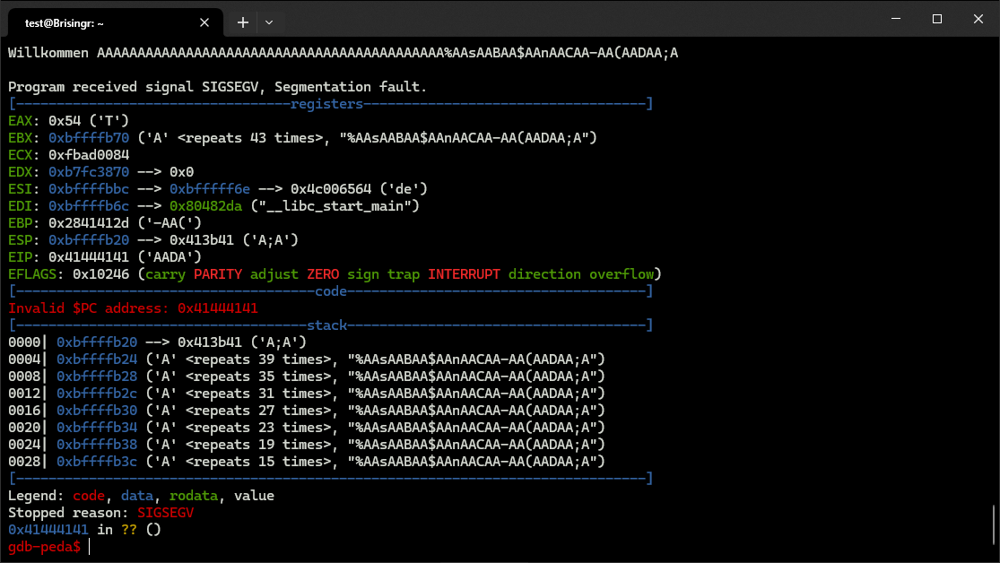 test@Brisingr: ~
Willkommen AAAAAAAAAAAAAAAAAAAAAAAAAAAAAAAAAAAAAAAAAAA%AAsAABAA$AAnAACAA-AA(AADAA;A
Program received signal SIGSEGV, Segmentation fault.
[----------------------------------registers-----------------------------------]
EAX: 0x54 ('T')
EBX: 0xbffffb70 ('A' <repeats 43 times>, "%AAsAABAA$AAnAACAA-AA(AADAA;A")
ECX: 0xfbad0084
EDX: 0xb7fc3870 --> 0x0
ESI: 0xbffffbbc --> 0xbfffff6e --> 0x4c006564 ('de')
EDI: 0xbffffb6c --> 0x80482da ("__libc_start_main")
EBP: 0x2841412d ('-AA(')
ESP: 0xbffffb20 --> 0x413b41 ('A;A')
EIP: 0x41444141 ('AADA')
EFLAGS: 0x10246 (carry PARITY adjust ZERO sign trap INTERRUPT direction overflow)
[-------------------------------------code-------------------------------------]
Invalid $PC address: 0x41444141
[------------------------------------stack-------------------------------------]
0000| 0xbffffb20 --> 0x413b41 ('A;A')
0004| 0xbffffb24 ('A' <repeats 39 times>, "%AAsAABAA$AAnAACAA-AA(AADAA;A")
0008| 0xbffffb28 ('A' <repeats 35 times>, "%AAsAABAA$AAnAACAA-AA(AADAA;A")
0012| 0xbffffb2c ('A' <repeats 31 times>, "%AAsAABAA$AAnAACAA-AA(AADAA;A")
0016| 0xbffffb30 ('A' <repeats 27 times>, "%AAsAABAA$AAnAACAA-AA(AADAA;A")
0020| 0xbffffb34 ('A' <repeats 23 times>, "%AAsAABAA$AAnAACAA-AA(AADAA;A")
0024| 0xbffffb38 ('A' <repeats 19 times>, "%AAsAABAA$AAnAACAA-AA(AADAA;A")
0028| 0xbffffb3c ('A' <repeats 15 times>, "%AAsAABAA$AAnAACAA-AA(AADAA;A")
[------------------------------------------------------------------------------]
Legend: code, data, rodata, value
Stopped reason: SIGSEGV
0x41444141 in ?? ()
gdb-peda$